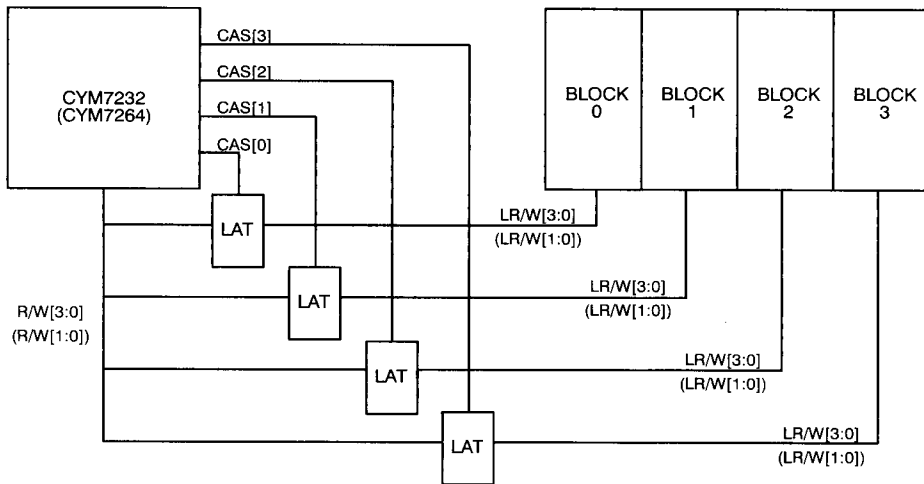 CAS[3]
CAS[2]
CAS[1]
CAS[0]
CYM7232
(CYM7264)
BLOCK
0
BLOCK
1
BLOCK
2
BLOCK
3
LAT
LR/W[3:0]
(LR/W[1:0])
LAT
LR/W[3:0]
(LR/W[1:0])
R/W[3:0]
(R/W[1:0])
LAT
LR/W[3:0]
(LR/W[1:0])
LAT
LR/W[3:0]
(LR/W[1:0])